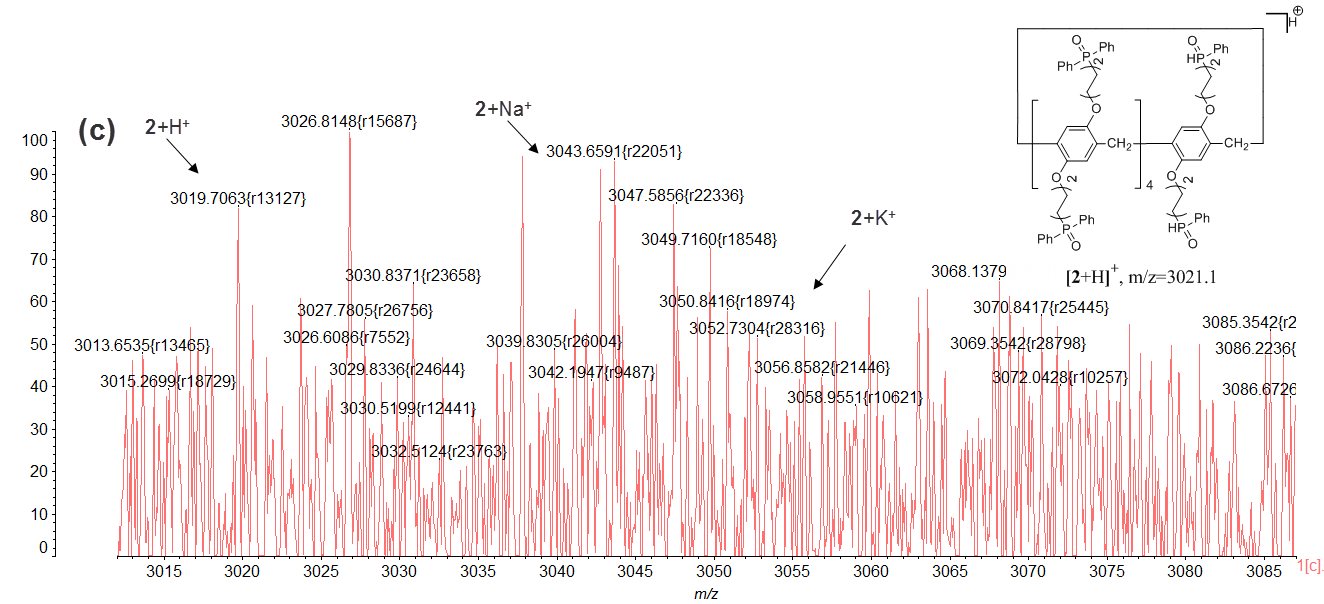 (c)
2+H⁺
2+Na⁺
2+K⁺
3026.8148{r15687}
3043.6591{r22051}
3019.7063{r13127}
3047.5856{r22336}
3049.7160{r18548}
3030.8371{r23658}
3068.1379
3050.8416{r18974}
3070.8417{r25445}
3027.7805{r26756}
3052.7304{r28316}
3085.3542{r2
3026.6086{r7552}
3039.8305{r26004}
3069.3542{r28798}
3013.6535{r13465}
3086.2236{
3029.8336{r24644}
3042.1947{r9487}
3056.8582{r21446}
3015.2699{r18729}
3072.0428{r10257}
3086.6726
3058.9551{r10621}
3030.5199{r12441}
3032.5124{r23763}
100
90
80
70
60
50
40
30
20
10
0
3015 3020 3025 3030 3035 3040 3045 3050 3055 3060 3065 3070 3075 3080 3085
m/z
1[c].
H⊕
O Ph O Ph
Ph P 2 HP 2
O O
CH₂ CH₂
4
O 2 O 2
Ph Ph
Ph P O HP O
[2+H]⁺, m/z=3021.1